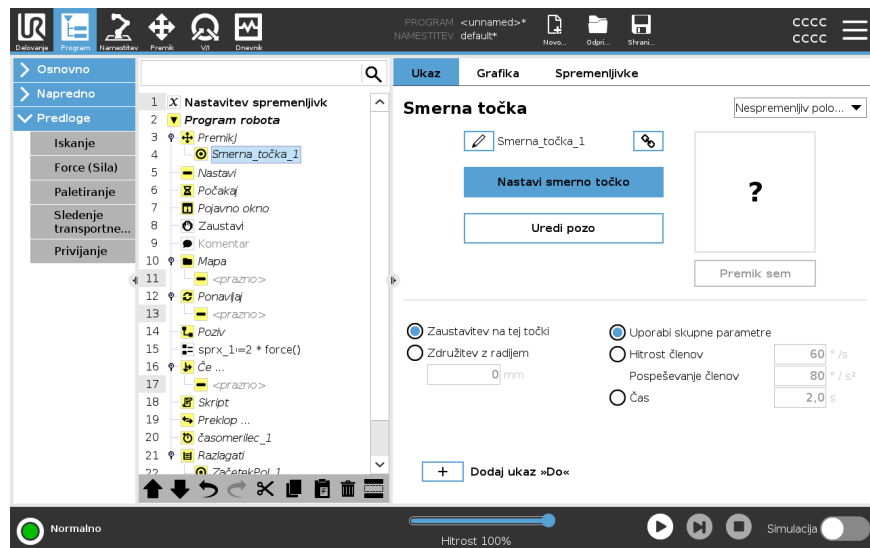 PROGRAM <unnamed>*
NAMESTITEV default*
CCCC
CCCC
Delovanje Program Namestitev Premik V/I Dnevnik Novo... Odpri... Shrani...
Osnovno
Napredno
Predloge
Iskanje
Force (Sila)
Paletiranje
Sledenje
transportne...
Privijanje
1 X Nastavitev spremenljivk
2 Program robota
3 PremikJ
4 Smerna_točka_1
5 Nastavi
6 Počakaj
7 Pojavno okno
8 Zaustavi
9 Komentar
10 Mapa
11 <prazno>
12 Ponavljaj
13 <prazno>
14 Poziv
15 sprx_1:=2 * force()
16 Če ...
17 <prazno>
18 Skript
19 Preklop ...
20 časomerilec_1
21 Razlagati
22 ZačetekPol_1
Ukaz Grafika Spremenljivke
Smerna točka
Nespremenljiv polo...
Smerna_točka_1
Nastavi smerno točko
Uredi pozo
?
Premik sem
Zaustavitev na tej točki
Združitev z radijem
0 mm
Uporabi skupne parametre
Hitrost členov 60 ° /s
Pospeševanje členov 80 ° / s²
Čas 2,0 s
+ Dodaj ukaz »Do«
Normalno
Hitrost 100%
Simulacija